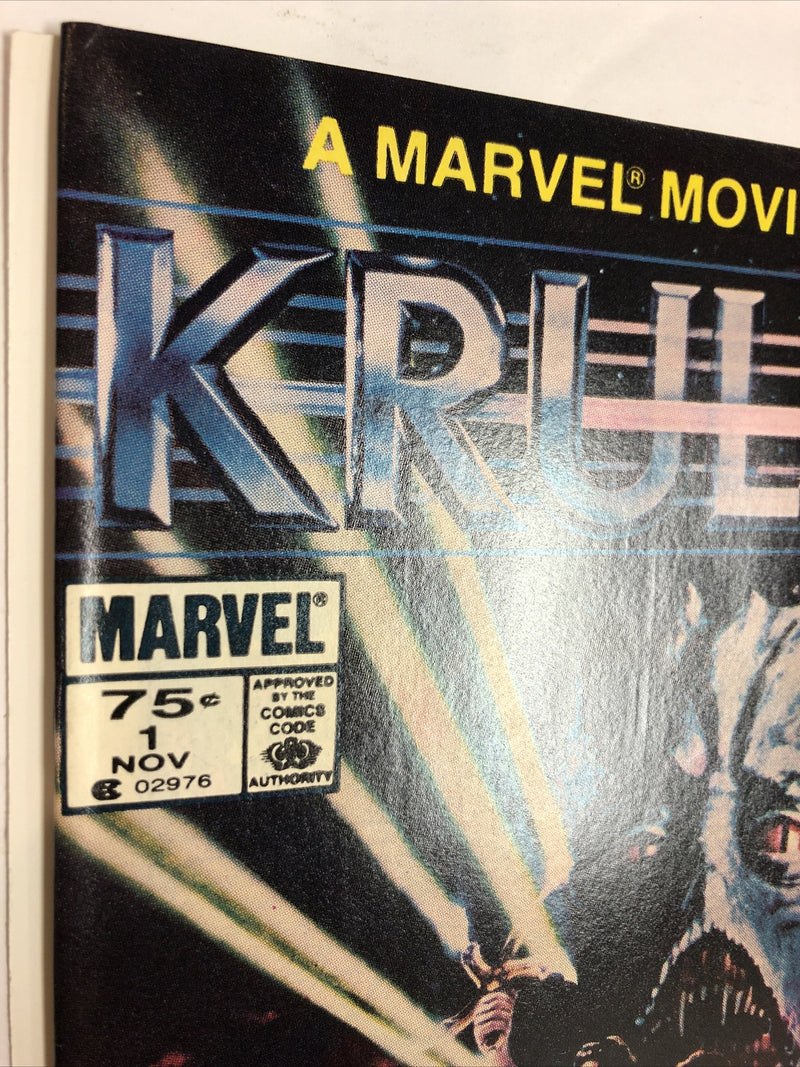 A MARVEL® MOVI
KRUL
MARVEL®
75¢
1
NOV
02976
APPROVED
BY THE
COMICS
CODE
AUTHORITY